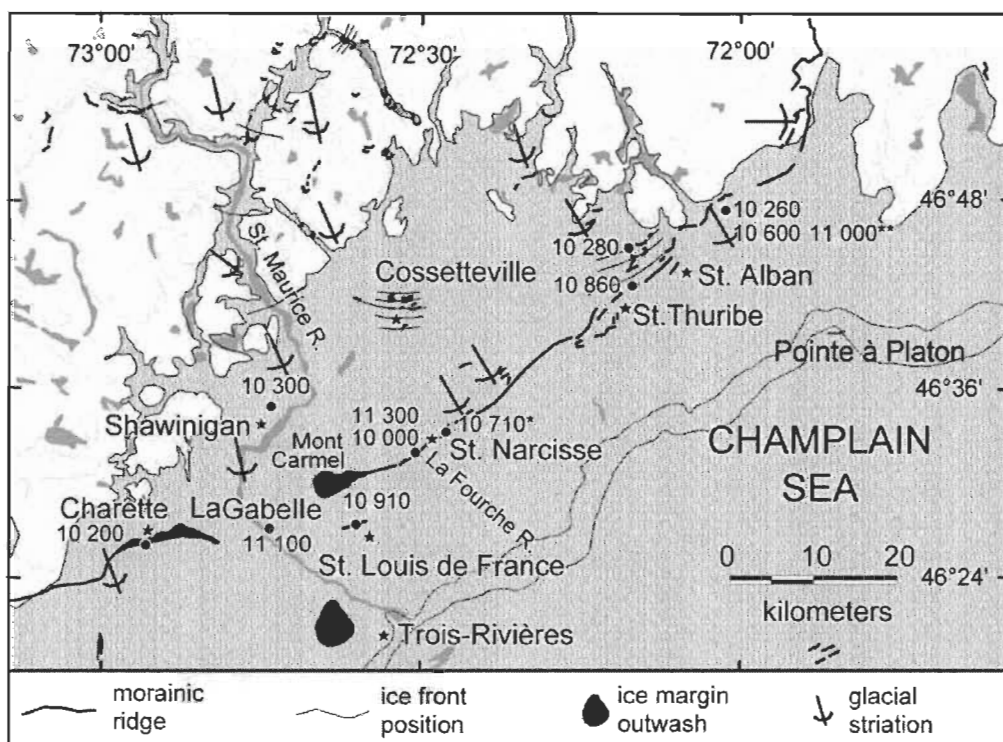 73°00'
72°30'
72°00'
46°48'
10 260
10 600 11 000**
10 280
St. Alban
10 860
St.Thuribe
Cossetteville
St. Maurice R.
Pointe à Platon
46°36'
10 300
Shawinigan
11 300
10 000
10 710*
St. Narcisse
CHAMPLAIN
SEA
Mont
Carmel
La Fourche R.
10 910
Charette
10 200
LaGabelle
11 100
St. Louis de France
0 10 20
kilometers
46°24'
Trois-Rivières
morainic
ridge
ice front
position
ice margin
outwash
glacial
striation